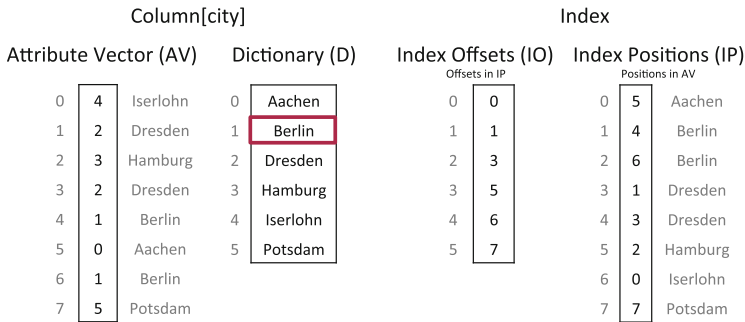 Column[city]
Index
Attribute Vector (AV)
Dictionary (D)
Index Offsets (IO)
Index Positions (IP)
Offsets in IP
Positions in AV
0 4 Iserlohn
1 2 Dresden
2 3 Hamburg
3 2 Dresden
4 1 Berlin
5 0 Aachen
6 1 Berlin
7 5 Potsdam
0 Aachen
1 Berlin
2 Dresden
3 Hamburg
4 Iserlohn
5 Potsdam
0 0
1 1
2 3
3 5
4 6
5 7
0 5 Aachen
1 4 Berlin
2 6 Berlin
3 1 Dresden
4 3 Dresden
5 2 Hamburg
6 0 Iserlohn
7 7 Potsdam